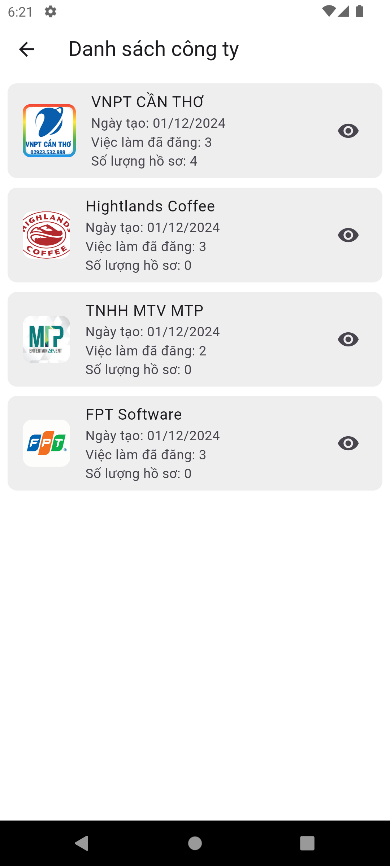 6:21
Danh sách công ty
VNPT CẦN THƠ
Ngày tạo: 01/12/2024
Việc làm đã đăng: 3
Số lượng hồ sơ: 4
VNPT CẦN THƠ
02923.532.888
Hightlands Coffee
Ngày tạo: 01/12/2024
Việc làm đã đăng: 3
Số lượng hồ sơ: 0
HIGHLANDS
COFFEE
TNHH MTV MTP
Ngày tạo: 01/12/2024
Việc làm đã đăng: 2
Số lượng hồ sơ: 0
MTP
ENTERTAINMENT
FPT Software
Ngày tạo: 01/12/2024
Việc làm đã đăng: 3
Số lượng hồ sơ: 0
FPT